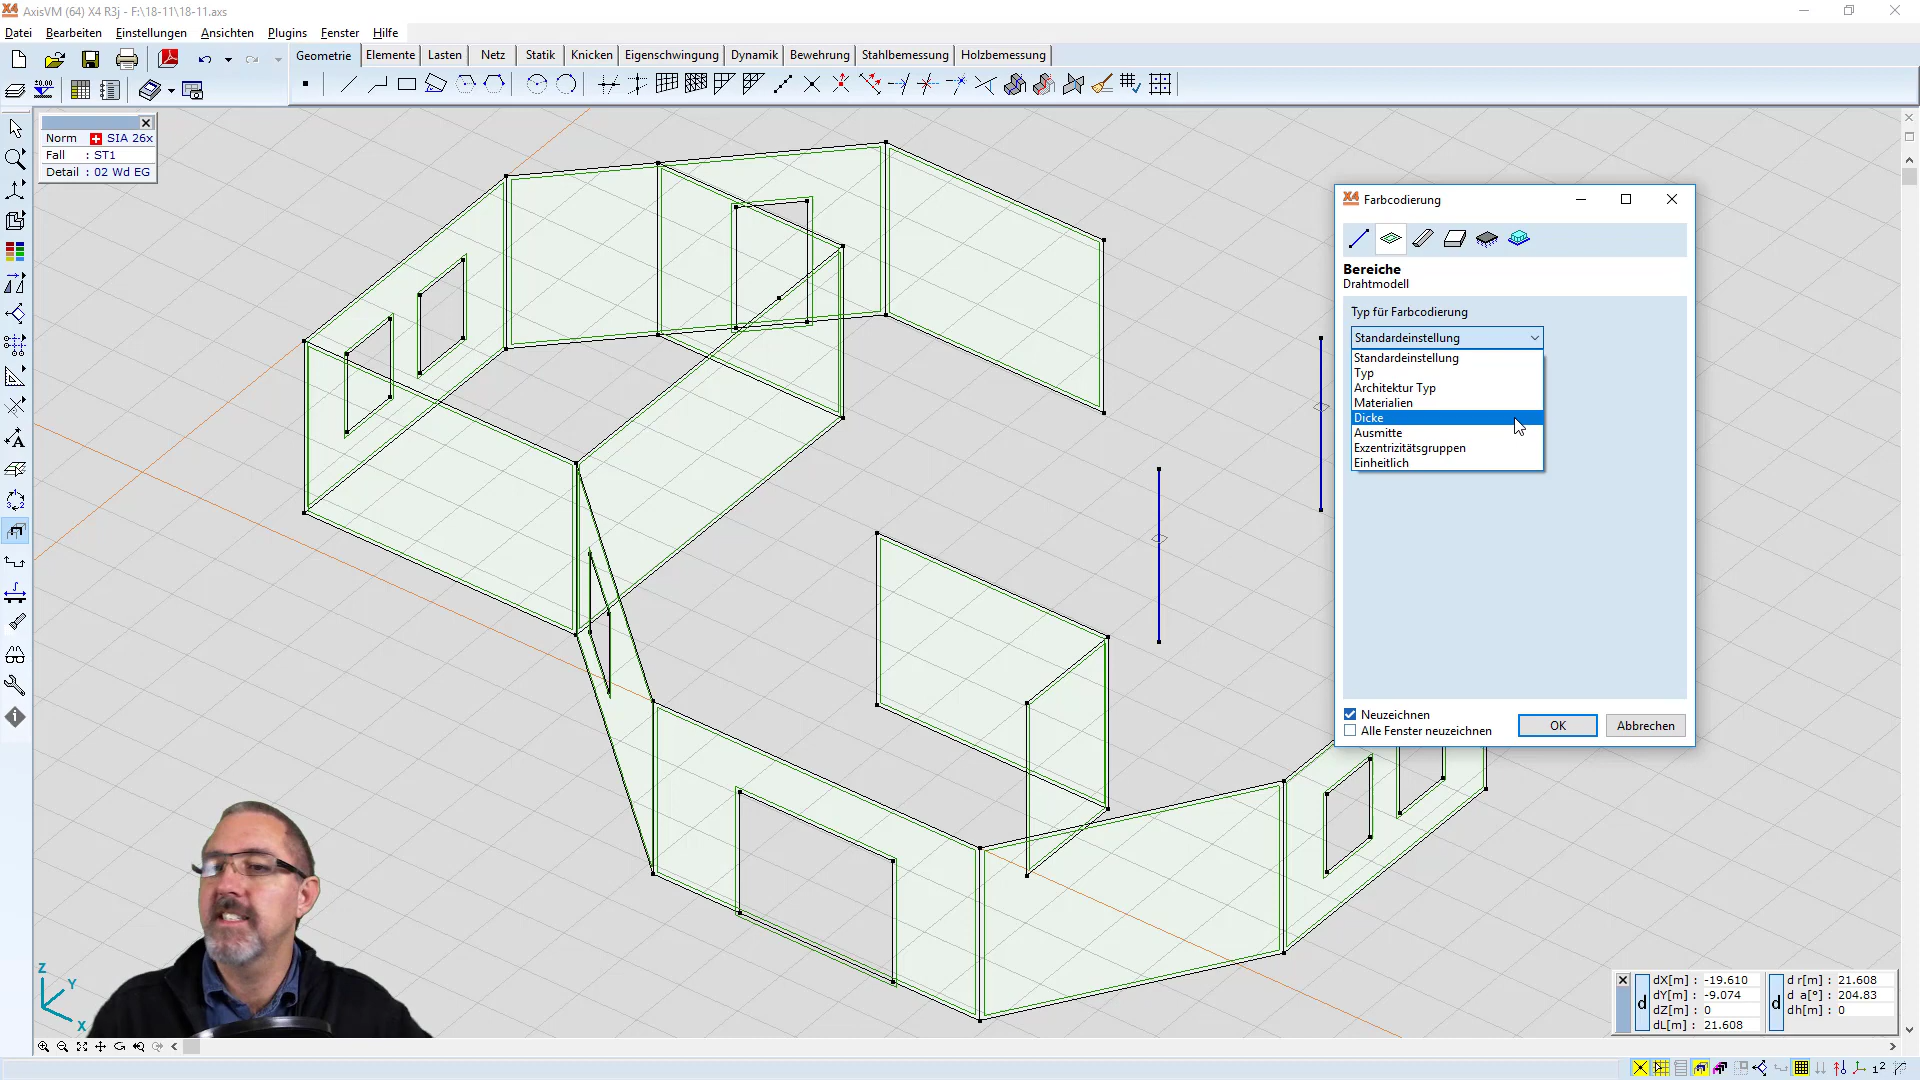 AxisVM (64) X4 R3j - F:\18-11\18-11.axs
Datei Bearbeiten Einstellungen Ansichten Plugins Fenster Hilfe
Geometrie Elemente Lasten Netz Statik Knicken Eigenschwingung Dynamik Bewehrung Stahlbemessung Holzbemessung
Norm SIA 26x
Fall : ST1
Detail : 02 Wd EG
X4 Farbcodierung
Bereiche
Drahtmodell
Typ für Farbcodierung
Standardeinstellung
Standardeinstellung
Typ
Architektur Typ
Materialien
Dicke
Ausmitte
Exzentrizitätsgruppen
Einheitlich
Neuzeichnen
Alle Fenster neuzeichnen
OK Abbrechen
Z
Y
X
d
dX[m] : -19.610
dY[m] : -9.074
dZ[m] : 0
dL[m] : 21.608
d
d r[m] : 21.608
d a[°] : 204.83
dh[m] : 0